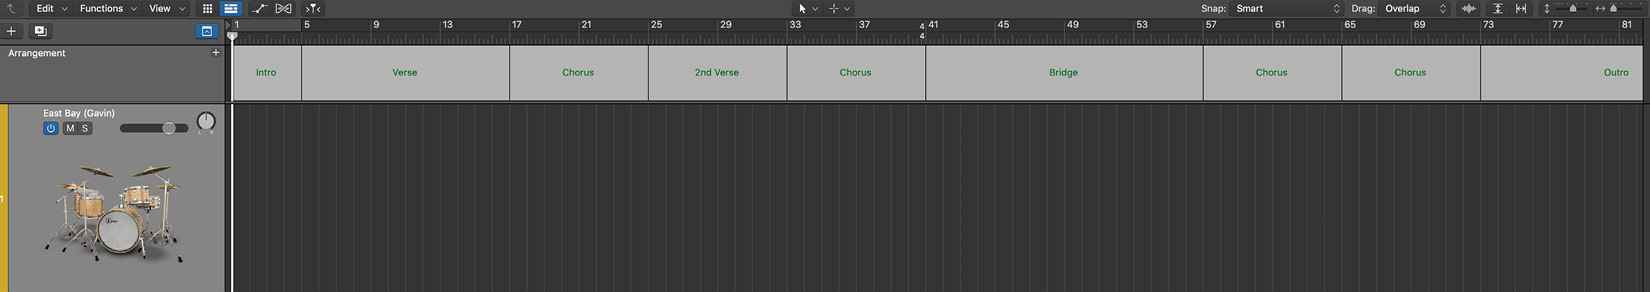 Edit Functions View Snap: Smart Drag: Overlap
1 5 9 13 17 21 25 29 33 37 4 4 41 45 49 53 57 61 65 69 73 77 81
Arrangement +
Intro Verse Chorus 2nd Verse Chorus Bridge Chorus Chorus Outro
East Bay (Gavin)
M S
L R
1